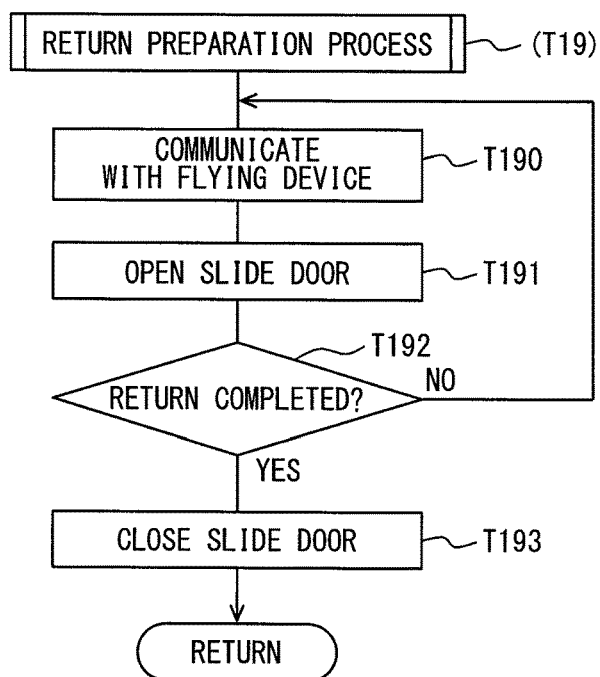 RETURN PREPARATION PROCESS (T19)
COMMUNICATE
WITH FLYING DEVICE
T190
OPEN SLIDE DOOR T191
T192
RETURN COMPLETED?
NO
YES
CLOSE SLIDE DOOR T193
RETURN